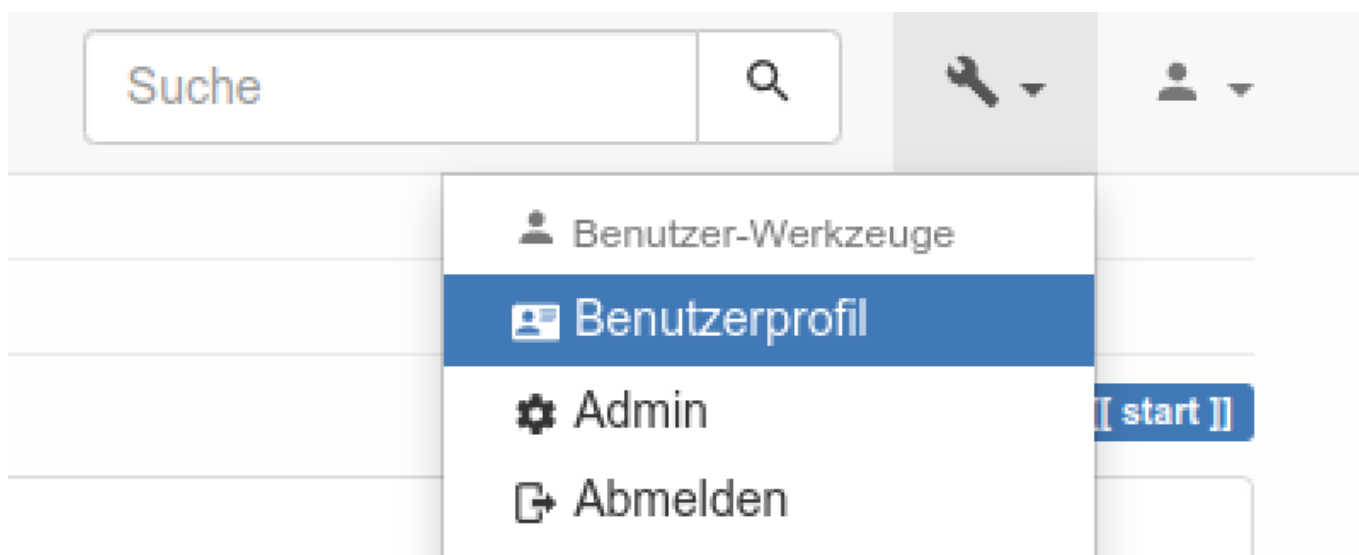 Suche
Benutzer-Werkzeuge
Benutzerprofil
Admin
[[ start ]]
Abmelden